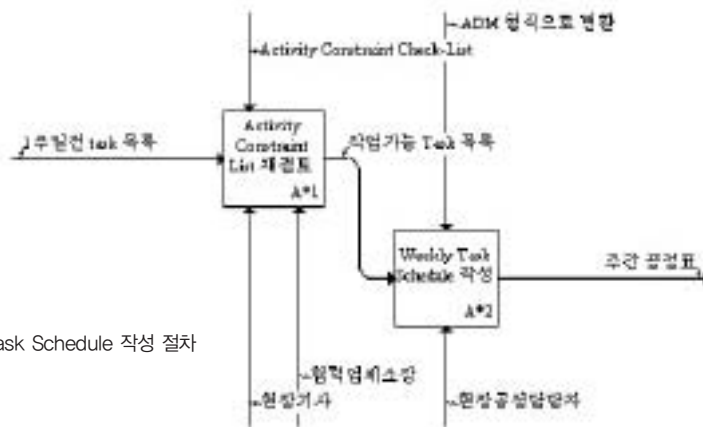 ADM 형식으로 변환
Activity Constraint Check-List
1주일전 task 목록
Activity
Constraint
List 재검토
A*1
작업가능 Task 목록
Weekly Task
Schedule 작성
A*2
주간 공정표
ask Schedule 작성 절차
협력업체소장
현장기사
현장공정담당자